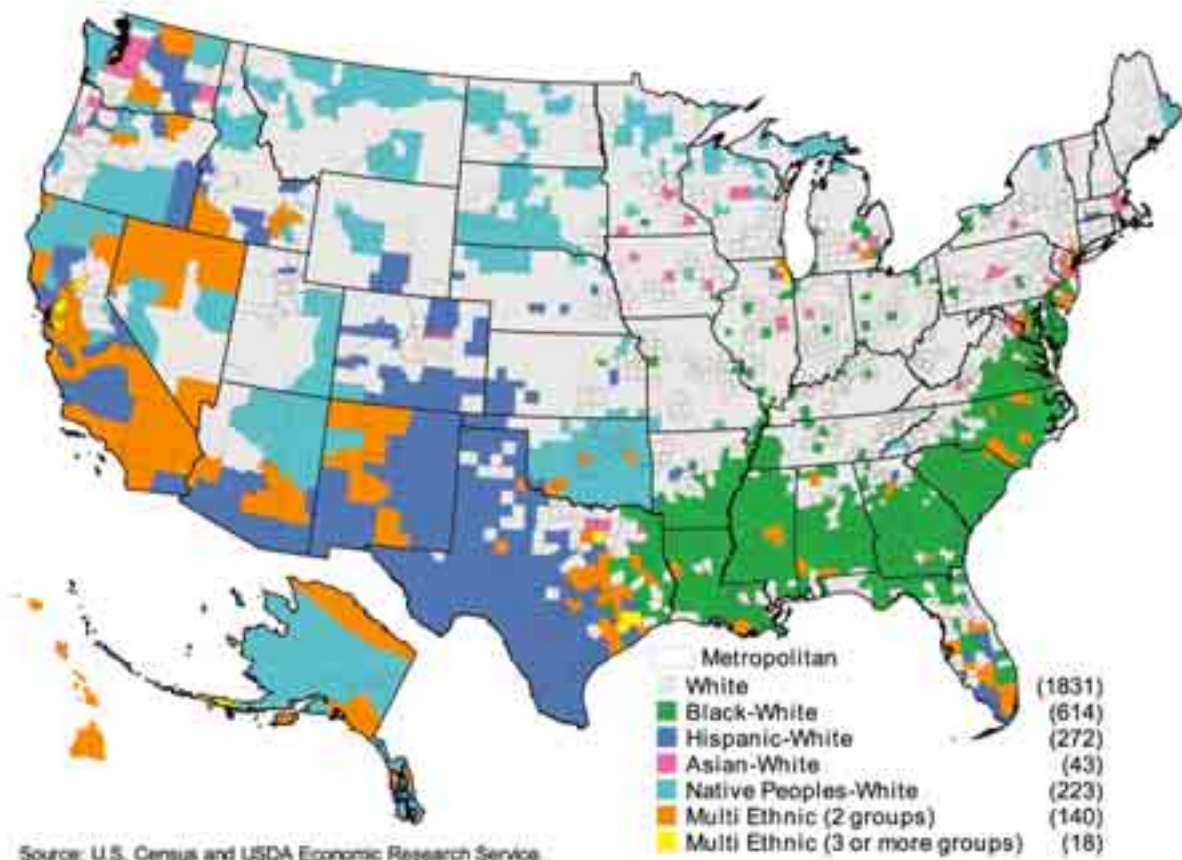 Metropolitan
White (1831)
Black-White (614)
Hispanic-White (272)
Asian-White (43)
Native Peoples-White (223)
Multi Ethnic (2 groups) (140)
Multi Ethnic (3 or more groups) (18)
Source: U.S. Census and USDA Economic Research Service.